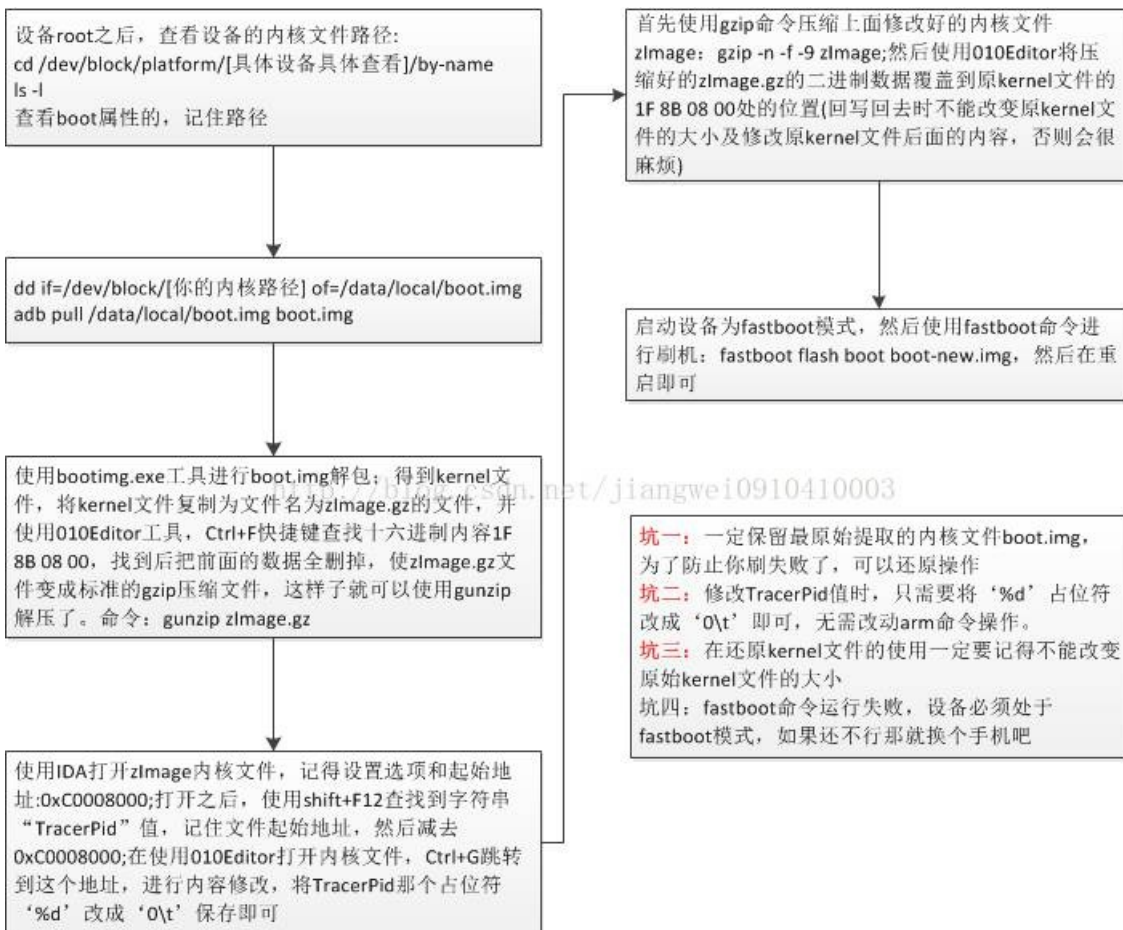 设备root之后，查看设备的内核文件路径:
cd /dev/block/platform/[具体设备具体查看]/by-name
ls -l
查看boot属性的，记住路径
dd if=/dev/block/[你的内核路径] of=/data/local/boot.img
adb pull /data/local/boot.img boot.img
使用bootimg.exe工具进行boot.img解包；得到kernel文
件，将kernel文件复制为文件名为zImage.gz的文件，并
使用010Editor工具，Ctrl+F快捷键查找十六进制内容1F
8B 08 00，找到后把前面的数据全删掉，使zImage.gz文
件变成标准的gzip压缩文件，这样子就可以使用gunzip
解压了。命令：gunzip zImage.gz
使用IDA打开zImage内核文件，记得设置选项和起始地
址:0xC0008000;打开之后，使用shift+F12查找到字符串
“TracerPid”值，记住文件起始地址，然后减去
0xC0008000;在使用010Editor打开内核文件，Ctrl+G跳转
到这个地址，进行内容修改，将TracerPid那个占位符
‘%d’改成‘0\t’保存即可
首先使用gzip命令压缩上面修改好的内核文件
zImage：gzip -n -f -9 zImage;然后使用010Editor将压
缩好的zImage.gz的二进制数据覆盖到原kernel文件的
1F 8B 08 00处的位置(回写回去时不能改变原kernel文
件的大小及修改原kernel文件后面的内容，否则会很
麻烦)
启动设备为fastboot模式，然后使用fastboot命令进
行刷机：fastboot flash boot boot-new.img，然后在重
启即可
http://blog.csdn.net/jiangwei0910410003
坑一：一定保留最原始提取的内核文件boot.img，
为了防止你刷失败了，可以还原操作
坑二：修改TracerPid值时，只需要将‘%d’占位符
改成‘0\t’即可，无需改动arm命令操作。
坑三：在还原kernel文件的使用一定要记得不能改变
原始kernel文件的大小
坑四：fastboot命令运行失败，设备必须处于
fastboot模式，如果还不行那就换个手机吧